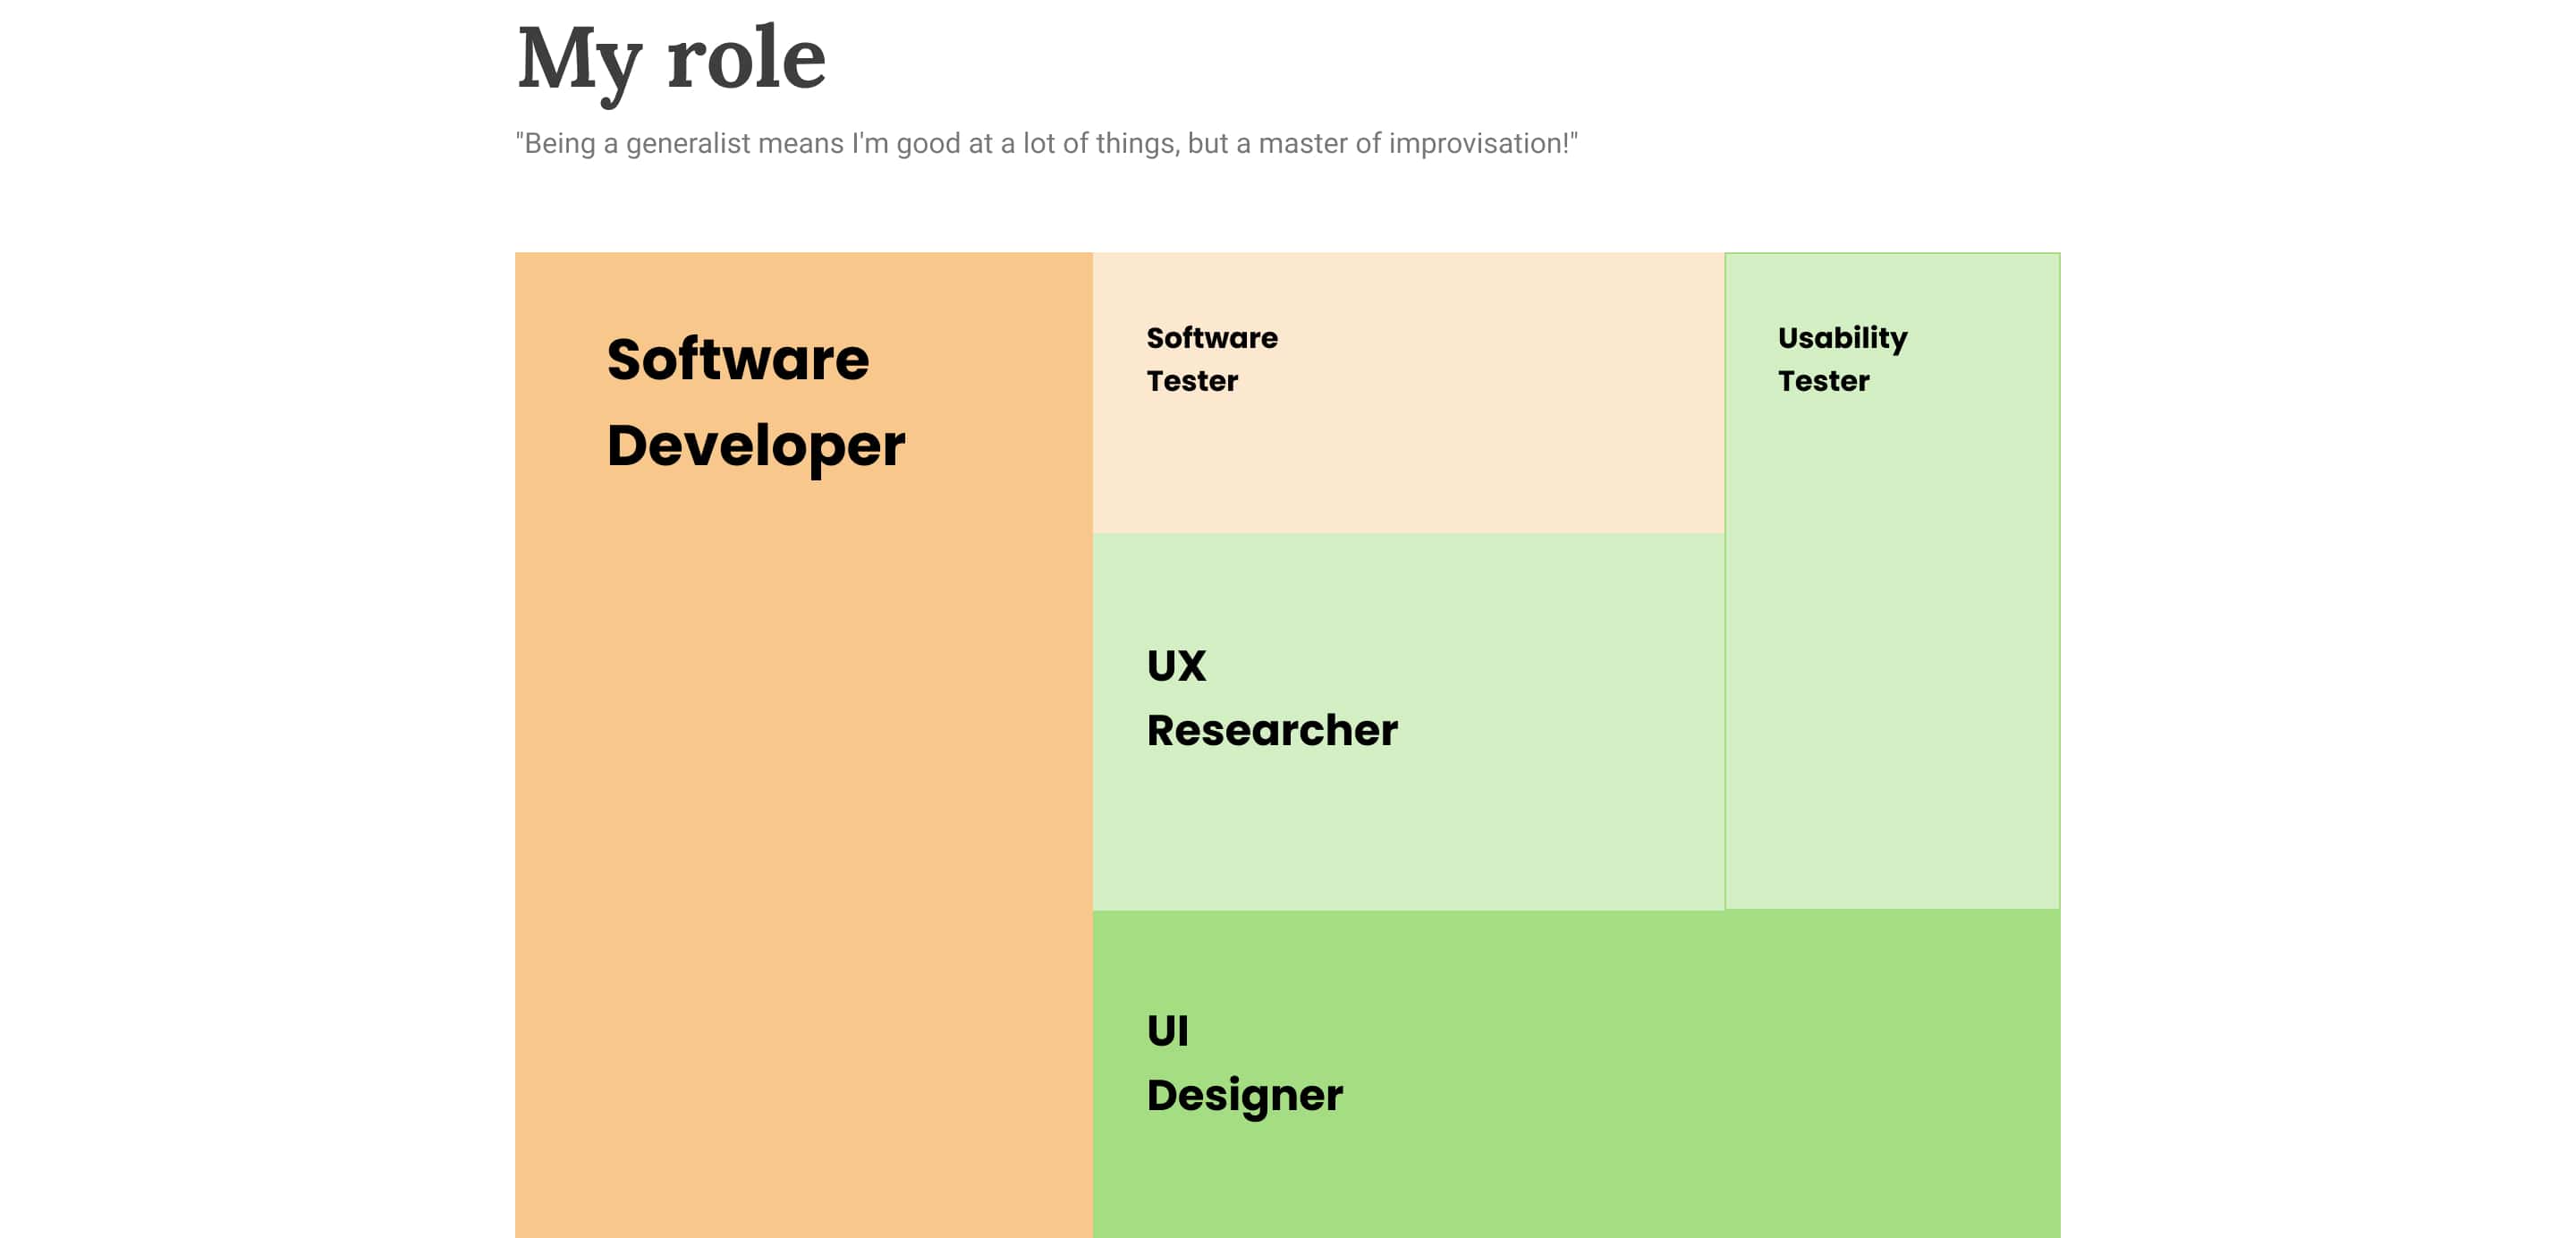 My role
"Being a generalist means I'm good at a lot of things, but a master of improvisation!"
Software
Developer
Software
Tester
Usability
Tester
UX
Researcher
UI
Designer